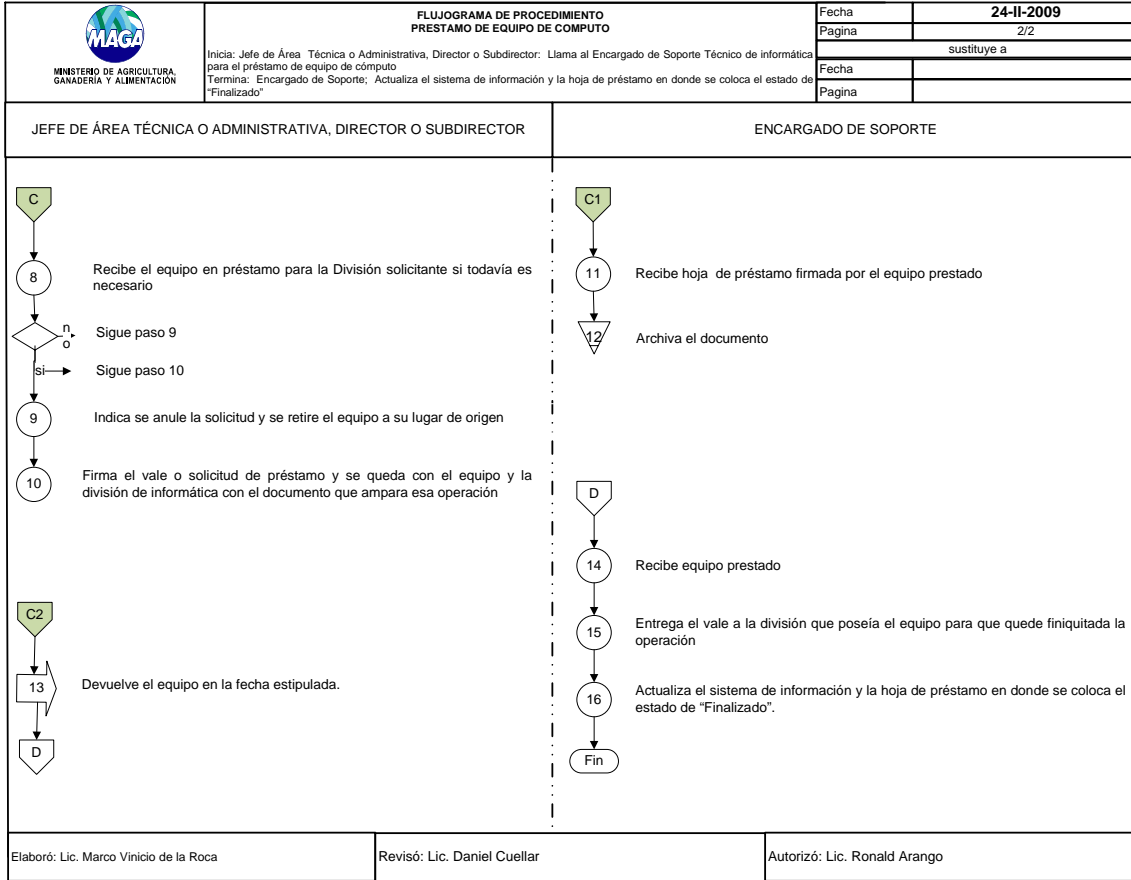 MAGA
MINISTERIO DE AGRICULTURA,
GANADERÍA Y ALIMENTACIÓN
FLUJOGRAMA DE PROCEDIMIENTO
PRESTAMO DE EQUIPO DE COMPUTO
Inicia: Jefe de Área Técnica o Administrativa, Director o Subdirector: Llama al Encargado de Soporte Técnico de informática
para el préstamo de equipo de cómputo
Termina: Encargado de Soporte; Actualiza el sistema de información y la hoja de préstamo en donde se coloca el estado de
“Finalizado”
Fecha 24-II-2009
Pagina 2/2
sustituye a
Fecha
Pagina
JEFE DE ÁREA TÉCNICA O ADMINISTRATIVA, DIRECTOR O SUBDIRECTOR
ENCARGADO DE SOPORTE
C
8 Recibe el equipo en préstamo para la División solicitante si todavía es
necesario
n
o
Sigue paso 9
si
Sigue paso 10
9 Indica se anule la solicitud y se retire el equipo a su lugar de origen
10 Firma el vale o solicitud de préstamo y se queda con el equipo y la
división de informática con el documento que ampara esa operación
C2
13 Devuelve el equipo en la fecha estipulada.
D
C1
11 Recibe hoja de préstamo firmada por el equipo prestado
12 Archiva el documento
D
14 Recibe equipo prestado
15 Entrega el vale a la división que poseía el equipo para que quede finiquitada la
operación
16 Actualiza el sistema de información y la hoja de préstamo en donde se coloca el
estado de “Finalizado”.
Fin
Elaboró: Lic. Marco Vinicio de la Roca
Revisó: Lic. Daniel Cuellar
Autorizó: Lic. Ronald Arango